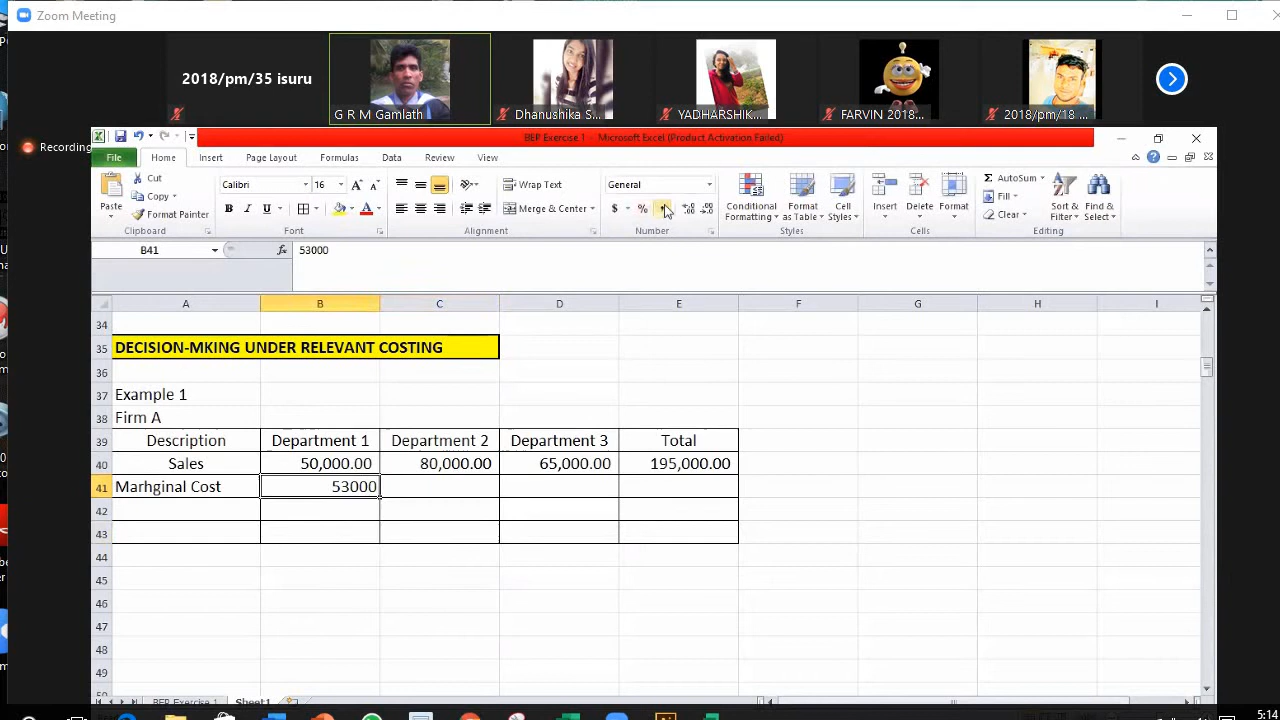 Zoom Meeting
2018/pm/35 isuru
G R M Gamlath
Dhanushika S...
YADHARSHIK...
FARVIN 2018...
2018/pm/18 ...
Recording
BEP Exercise 1 - Microsoft Excel (Product Activation Failed)
File Home Insert Page Layout Formulas Data Review View
Paste
Cut
Copy
Format Painter
Clipboard
Calibri 16
B I U
Font
Wrap Text
Merge & Center
Alignment
General
$ % ,
Number
Conditional Formatting
Format as Table
Cell Styles
Styles
Insert Delete Format
Cells
AutoSum
Fill
Clear
Sort & Filter
Find & Select
Editing
B41 fx 53000
A B C D E F G H I
34
35 DECISION-MKING UNDER RELEVANT COSTING
36
37 Example 1
38 Firm A
39 Description Department 1 Department 2 Department 3 Total
40 Sales 50,000.00 80,000.00 65,000.00 195,000.00
41 Marhginal Cost 53000
42
43
44
45
46
47
48
49
BEP Exercise 1 Sheet1
5:14